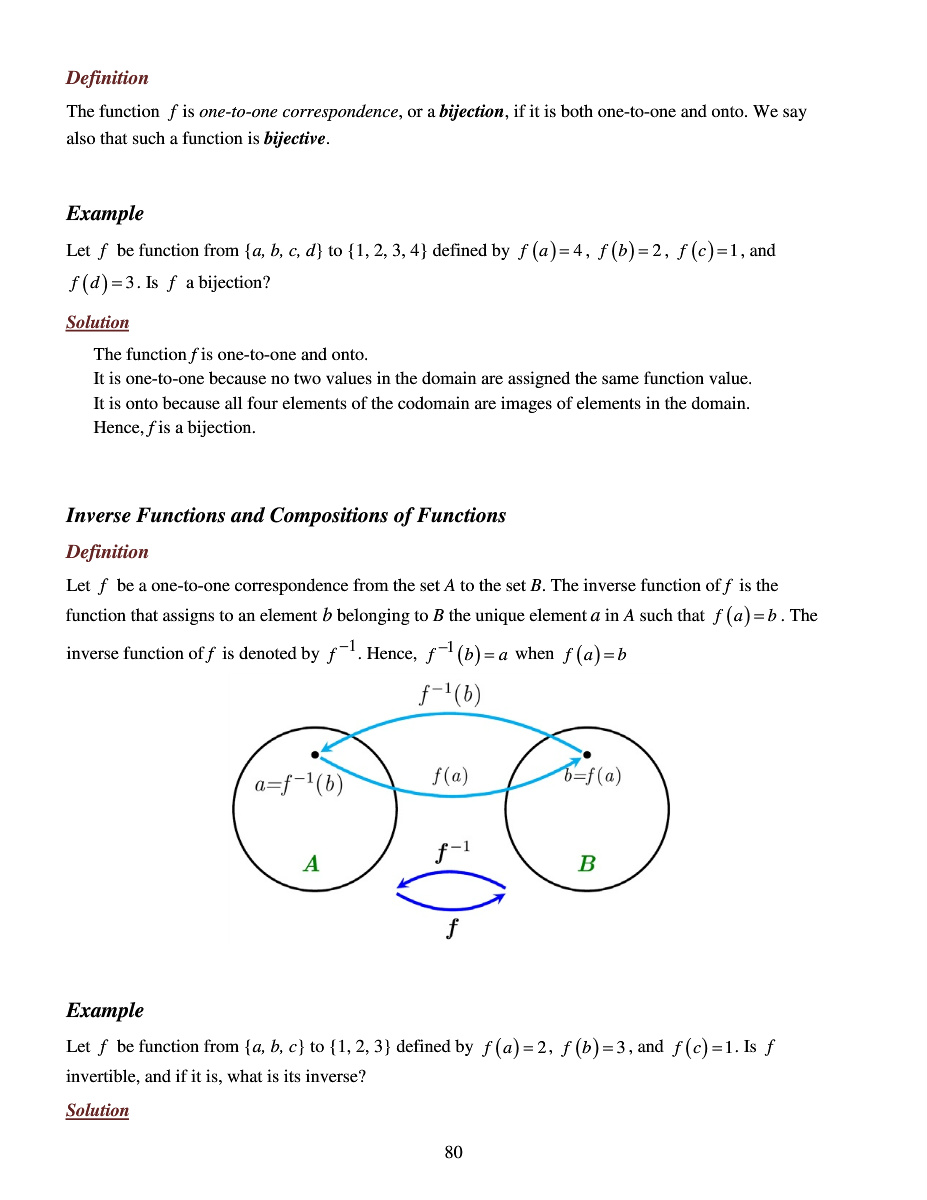 Definition
The function f is one-to-one correspondence, or a bijection, if it is both one-to-one and onto. We say
also that such a function is bijective.
Example
Let f be function from {a, b, c, d} to {1, 2, 3, 4} defined by f(a)=4, f(b)=2, f(c)=1, and
f(d)=3. Is f a bijection?
Solution
The function f is one-to-one and onto.
It is one-to-one because no two values in the domain are assigned the same function value.
It is onto because all four elements of the codomain are images of elements in the domain.
Hence, f is a bijection.
Inverse Functions and Compositions of Functions
Definition
Let f be a one-to-one correspondence from the set A to the set B. The inverse function of f is the
function that assigns to an element b belonging to B the unique element a in A such that f(a)=b. The
inverse function of f is denoted by f⁻¹. Hence, f⁻¹(b)=a when f(a)=b
f⁻¹(b)
a=f⁻¹(b) f(a) b=f(a)
f⁻¹
A B
f
Example
Let f be function from {a, b, c} to {1, 2, 3} defined by f(a)=2, f(b)=3, and f(c)=1. Is f
invertible, and if it is, what is its inverse?
Solution
80